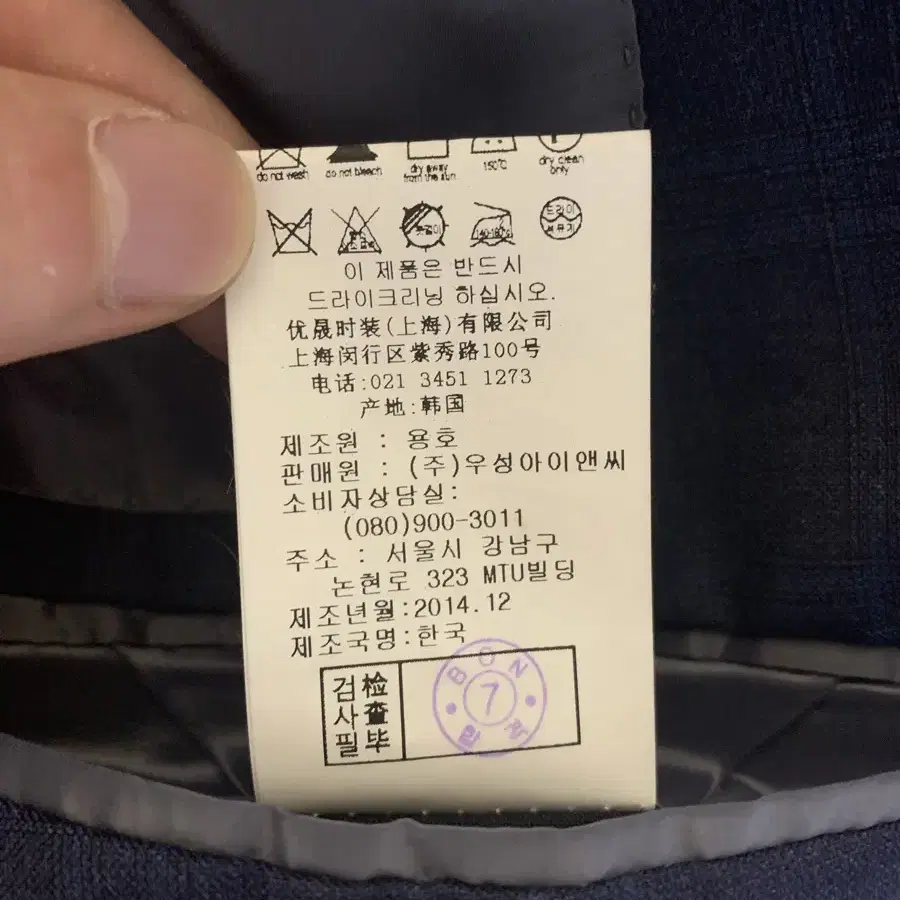 do not wash do not bleach dry away from the sun 150℃ dry clean only
140-160℃ 드라이
이 제품은 반드시
드라이크리닝 하십시오.
优晟时装(上海)有限公司
上海闵行区紫秀路100号
电话:021 3451 1273
产地:韩国
제조원 : 용호
판매원 : (주)우성아이앤씨
소비자상담실:
(080)900-3011
주소 : 서울시 강남구
논현로 323 MTU빌딩
제조년월:2014.12
제조국명:한국
검사필 检查毕
BON 7